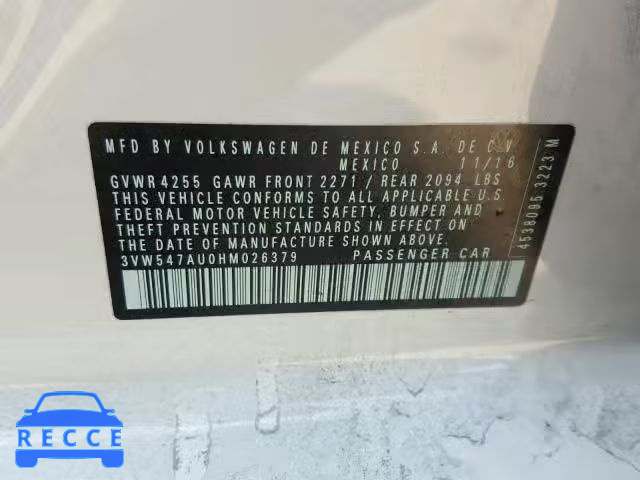 MFD BY VOLKSWAGEN DE MEXICO S.A. DE C.V.
MEXICO 11/16
GVWR 4255 GAWR FRONT 2271 / REAR 2094 LBS
THIS VEHICLE CONFORMS TO ALL APPLICABLE U.S.
FEDERAL MOTOR VEHICLE SAFETY, BUMPER AND
THEFT PREVENTION STANDARDS IN EFFECT ON
THE DATE OF MANUFACTURE SHOWN ABOVE.
3VW547AU0HM026379 PASSENGER CAR
4538095 3223 M
RECCE